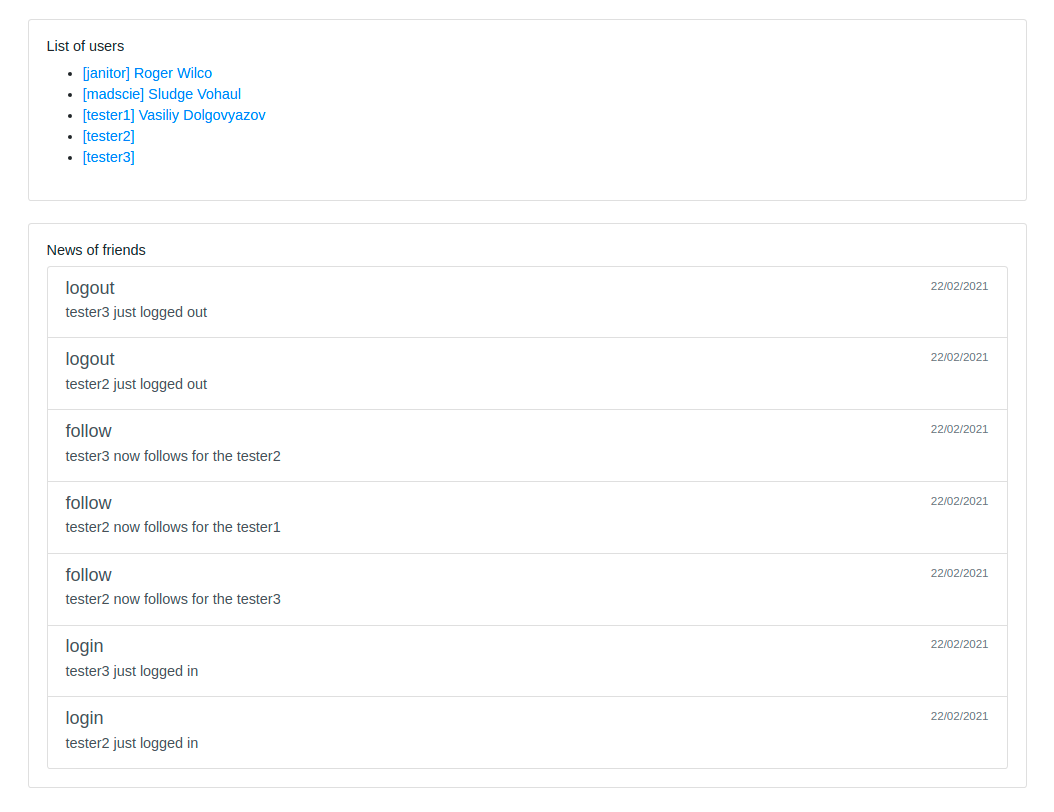 List of users
[janitor] Roger Wilco
[madscie] Sludge Vohaul
[tester1] Vasiliy Dolgovyazov
[tester2]
[tester3]
News of friends
logout 22/02/2021
tester3 just logged out
logout 22/02/2021
tester2 just logged out
follow 22/02/2021
tester3 now follows for the tester2
follow 22/02/2021
tester2 now follows for the tester1
follow 22/02/2021
tester2 now follows for the tester3
login 22/02/2021
tester3 just logged in
login 22/02/2021
tester2 just logged in